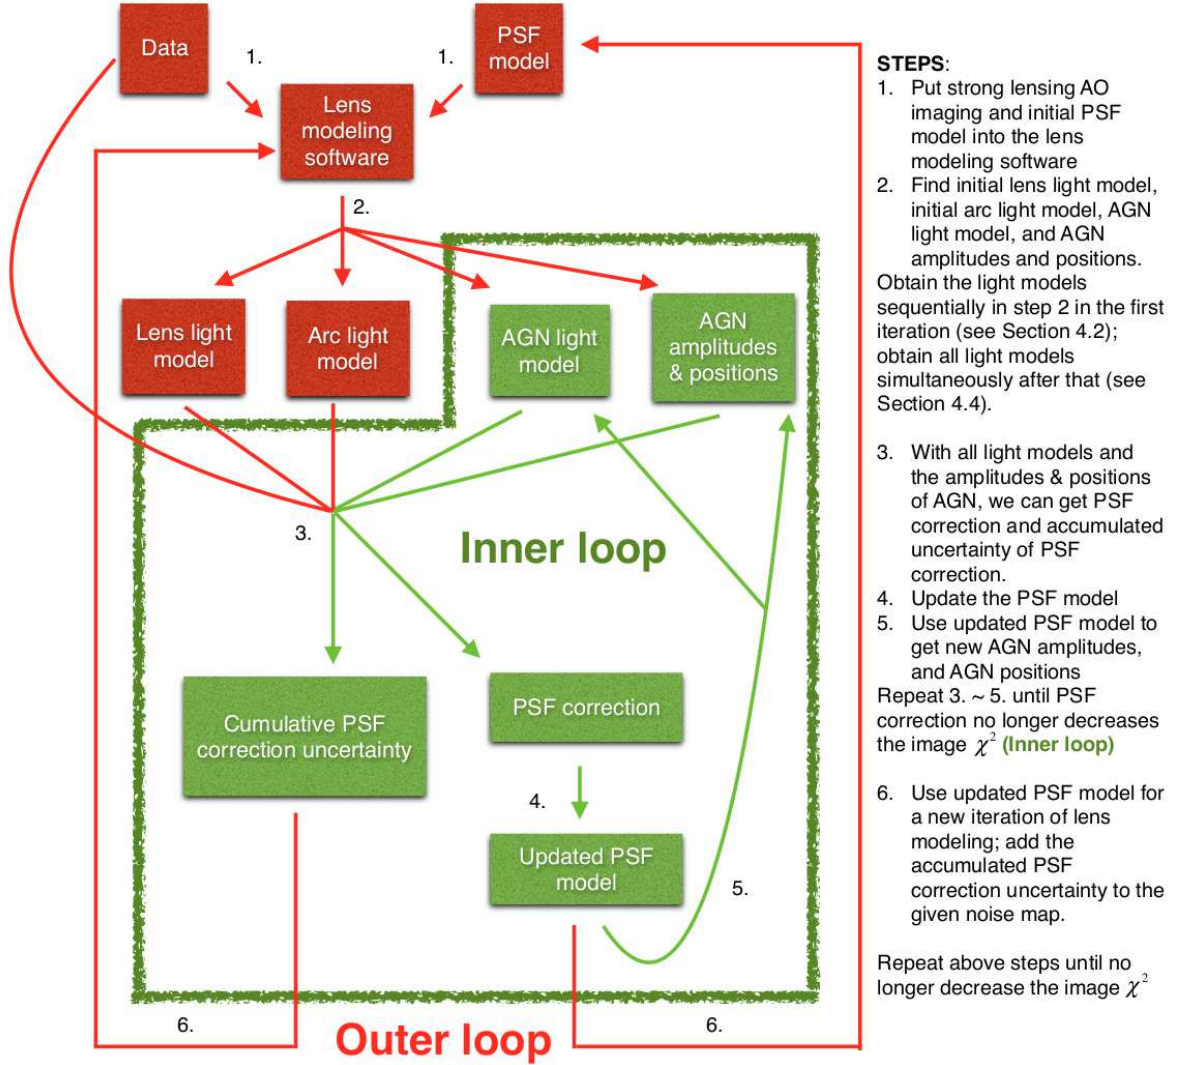 Data
1.
1.
PSF
model
Lens
modeling
software
2.
Lens light
model
Arc light
model
AGN light
model
AGN
amplitudes
& positions
3.
Inner loop
Cumulative PSF
correction uncertainty
PSF correction
4.
Updated PSF
model
5.
6.
Outer loop
6.
STEPS:
1. Put strong lensing AO
imaging and initial PSF
model into the lens
modeling software
2. Find initial lens light model,
initial arc light model, AGN
light model, and AGN
amplitudes and positions.
Obtain the light models
sequentially in step 2 in the first
iteration (see Section 4.2);
obtain all light models
simultaneously after that (see
Section 4.4).
3. With all light models and
the amplitudes & positions
of AGN, we can get PSF
correction and accumulated
uncertainty of PSF
correction.
4. Update the PSF model
5. Use updated PSF model to
get new AGN amplitudes,
and AGN positions
Repeat 3. ~ 5. until PSF
correction no longer decreases
the image χ² (Inner loop)
6. Use updated PSF model for
a new iteration of lens
modeling; add the
accumulated PSF
correction uncertainty to the
given noise map.
Repeat above steps until no
longer decrease the image χ²